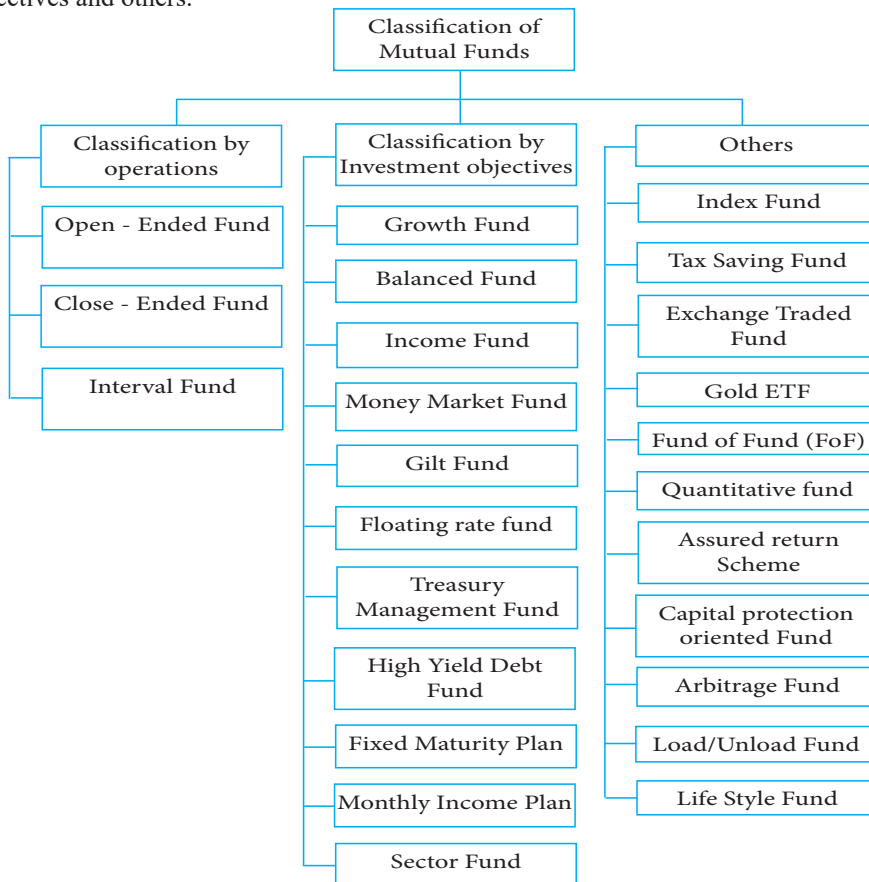 ectives and others.
Classification of
Mutual Funds
Classification by
operations
Open - Ended Fund
Close - Ended Fund
Interval Fund
Classification by
Investment objectives
Growth Fund
Balanced Fund
Income Fund
Money Market Fund
Gilt Fund
Floating rate fund
Treasury
Management Fund
High Yield Debt
Fund
Fixed Maturity Plan
Monthly Income Plan
Sector Fund
Others
Index Fund
Tax Saving Fund
Exchange Traded
Fund
Gold ETF
Fund of Fund (FoF)
Quantitative fund
Assured return
Scheme
Capital protection
oriented Fund
Arbitrage Fund
Load/Unload Fund
Life Style Fund